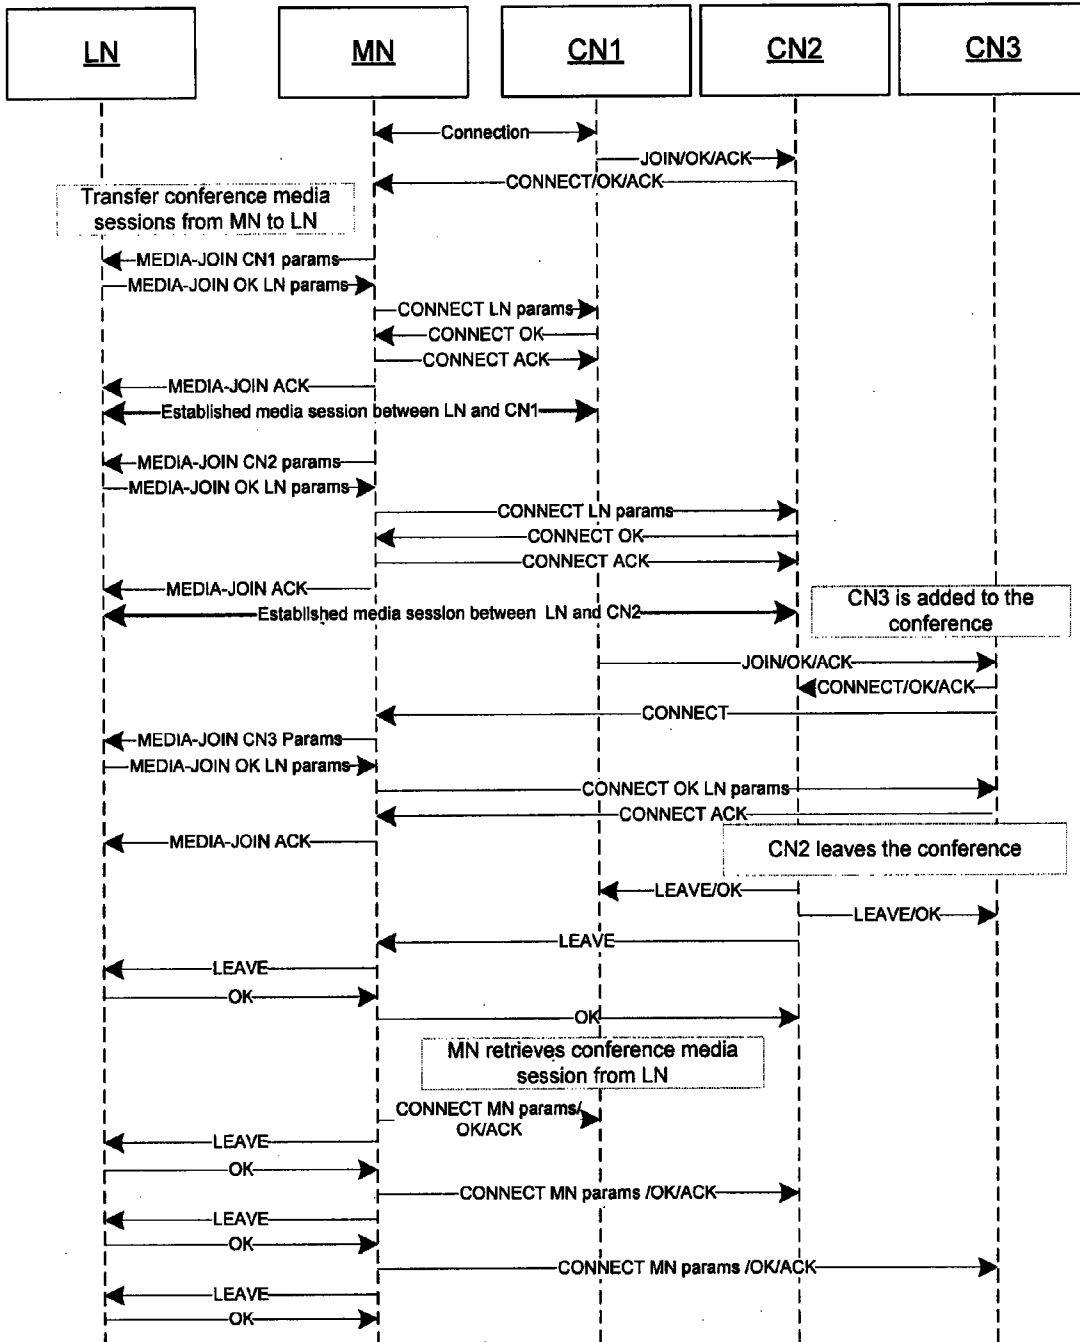 LN
MN
CN1
CN2
CN3
Connection
JOIN/OK/ACK
CONNECT/OK/ACK
Transfer conference media
sessions from MN to LN
MEDIA-JOIN CN1 params
MEDIA-JOIN OK LN params
CONNECT LN params
CONNECT OK
CONNECT ACK
MEDIA-JOIN ACK
Established media session between LN and CN1
MEDIA-JOIN CN2 params
MEDIA-JOIN OK LN params
CONNECT LN params
CONNECT OK
CONNECT ACK
MEDIA-JOIN ACK
Established media session between LN and CN2
CN3 is added to the
conference
JOIN/OK/ACK
CONNECT/OK/ACK
CONNECT
MEDIA-JOIN CN3 Params
MEDIA-JOIN OK LN params
CONNECT OK LN params
CONNECT ACK
MEDIA-JOIN ACK
CN2 leaves the conference
LEAVE/OK
LEAVE/OK
LEAVE
LEAVE
OK
OK
MN retrieves conference media
session from LN
CONNECT MN params/
OK/ACK
LEAVE
OK
CONNECT MN params /OK/ACK
LEAVE
OK
CONNECT MN params /OK/ACK
LEAVE
OK